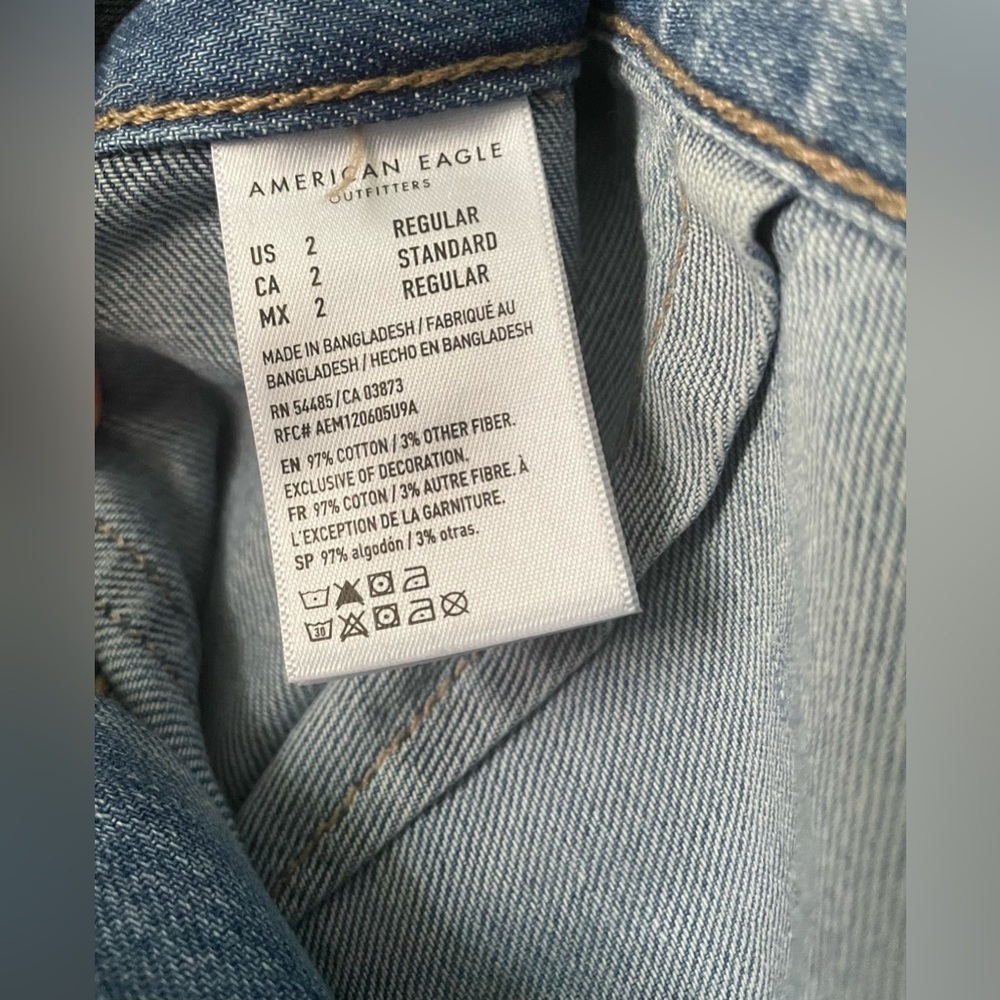 AMERICAN EAGLE
OUTFITTERS
US 2 REGULAR
CA 2 STANDARD
MX 2 REGULAR
MADE IN BANGLADESH / FABRIQUÉ AU
BANGLADESH / HECHO EN BANGLADESH
RN 54485 / CA 03873
RFC# AEM120605U9A
EN 97% COTTON / 3% OTHER FIBER.
EXCLUSIVE OF DECORATION.
FR 97% COTON / 3% AUTRE FIBRE. À
L'EXCEPTION DE LA GARNITURE.
SP 97% algodón / 3% otras.
30